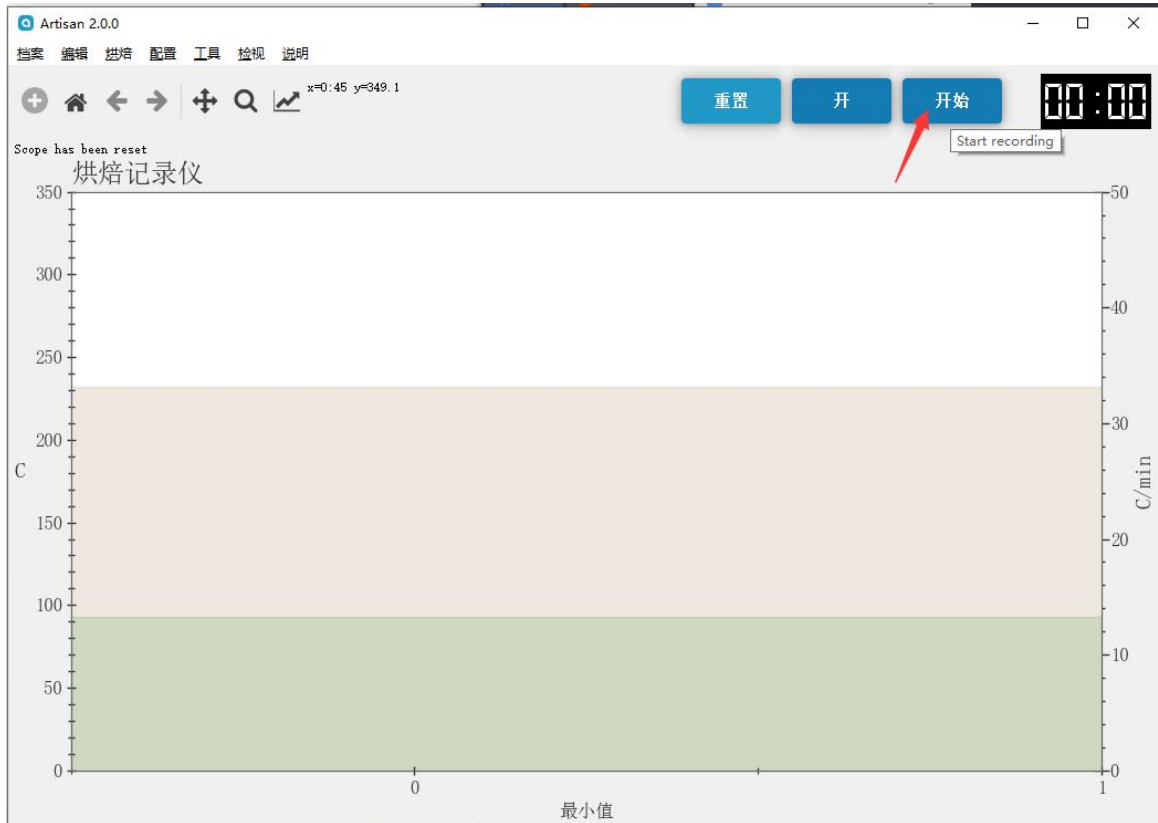 Artisan 2.0.0
档案 编辑 烘焙 配置 工具 检视 说明
x=0:45 y=349.1
重置 开 开始 00:00
Start recording
Scope has been reset
烘焙记录仪
350 50
300
40
250
30
200
C C/min
150
20
100
10
50
0 0
0 1
最小值